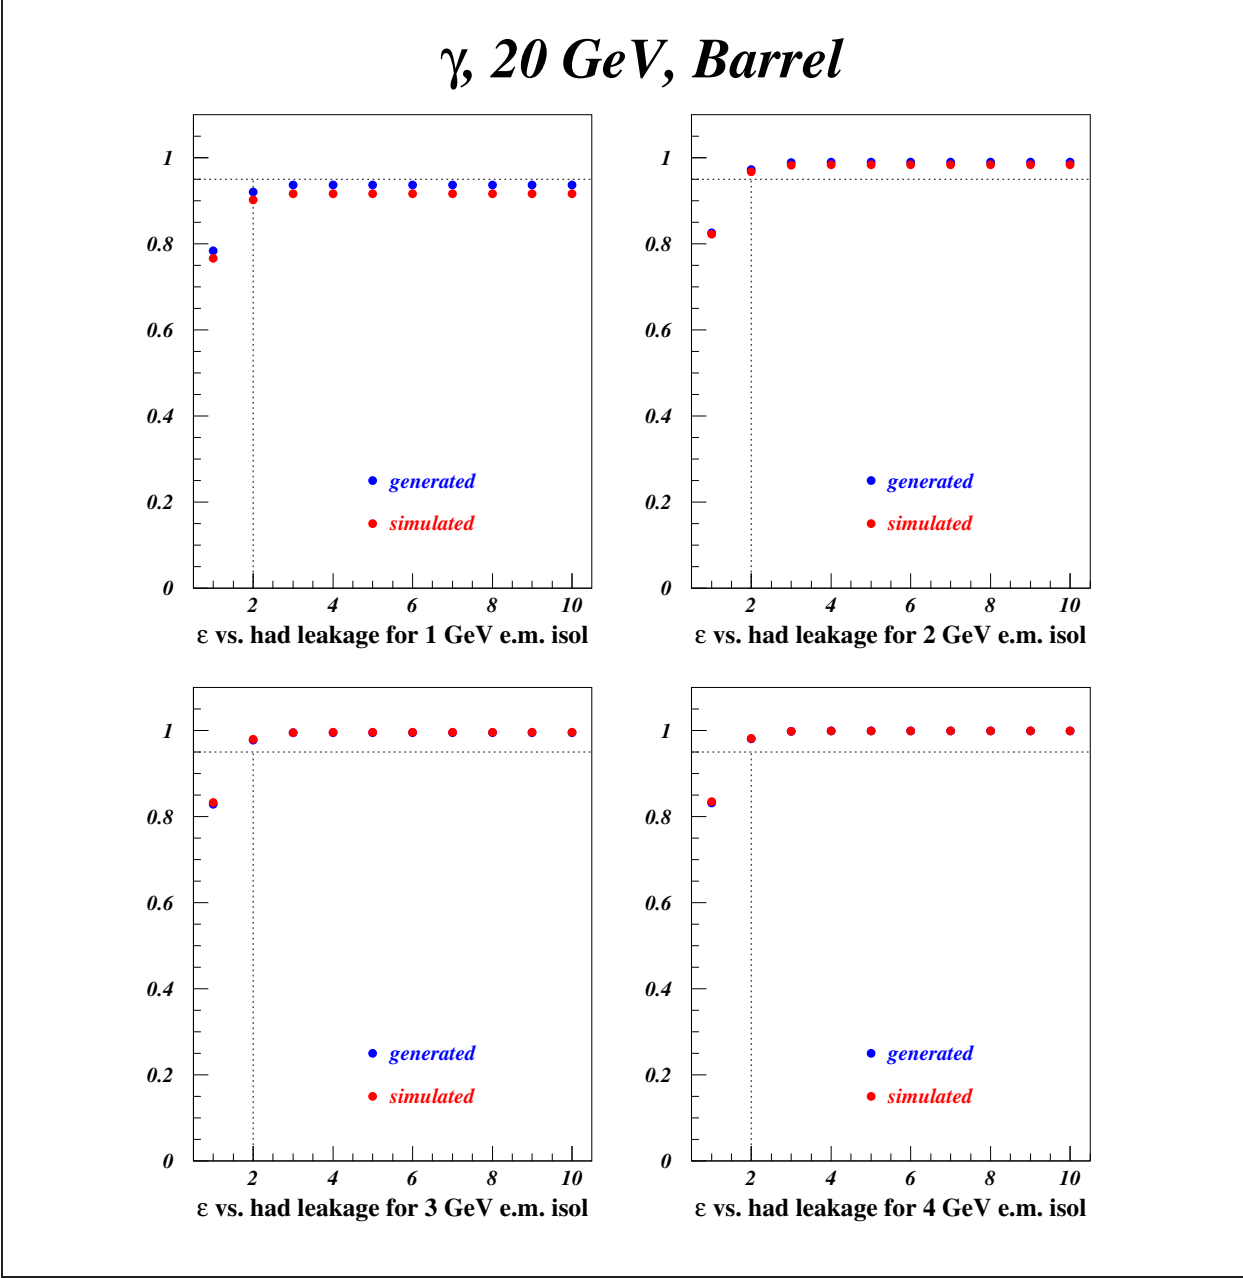 γ, 20 GeV, Barrel
1
0.8
0.6
0.4
0.2
0
generated
simulated
2 4 6 8 10
ε vs. had leakage for 1 GeV e.m. isol
1
0.8
0.6
0.4
0.2
0
generated
simulated
2 4 6 8 10
ε vs. had leakage for 2 GeV e.m. isol
1
0.8
0.6
0.4
0.2
0
generated
simulated
2 4 6 8 10
ε vs. had leakage for 3 GeV e.m. isol
1
0.8
0.6
0.4
0.2
0
generated
simulated
2 4 6 8 10
ε vs. had leakage for 4 GeV e.m. isol